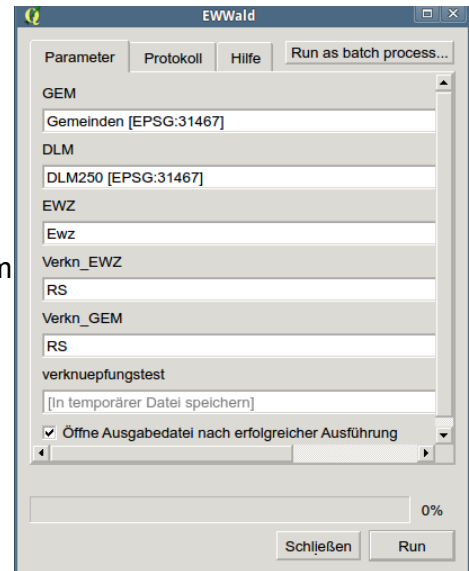 EWWald
Parameter Protokoll Hilfe Run as batch process...
GEM
Gemeinden [EPSG:31467]
DLM
DLM250 [EPSG:31467]
EWZ
Ewz
Verkn_EWZ
RS
Verkn_GEM
RS
verknuepfungstest
[In temporärer Datei speichern]
Öffne Ausgabedatei nach erfolgreicher Ausführung
0%
Schließen Run